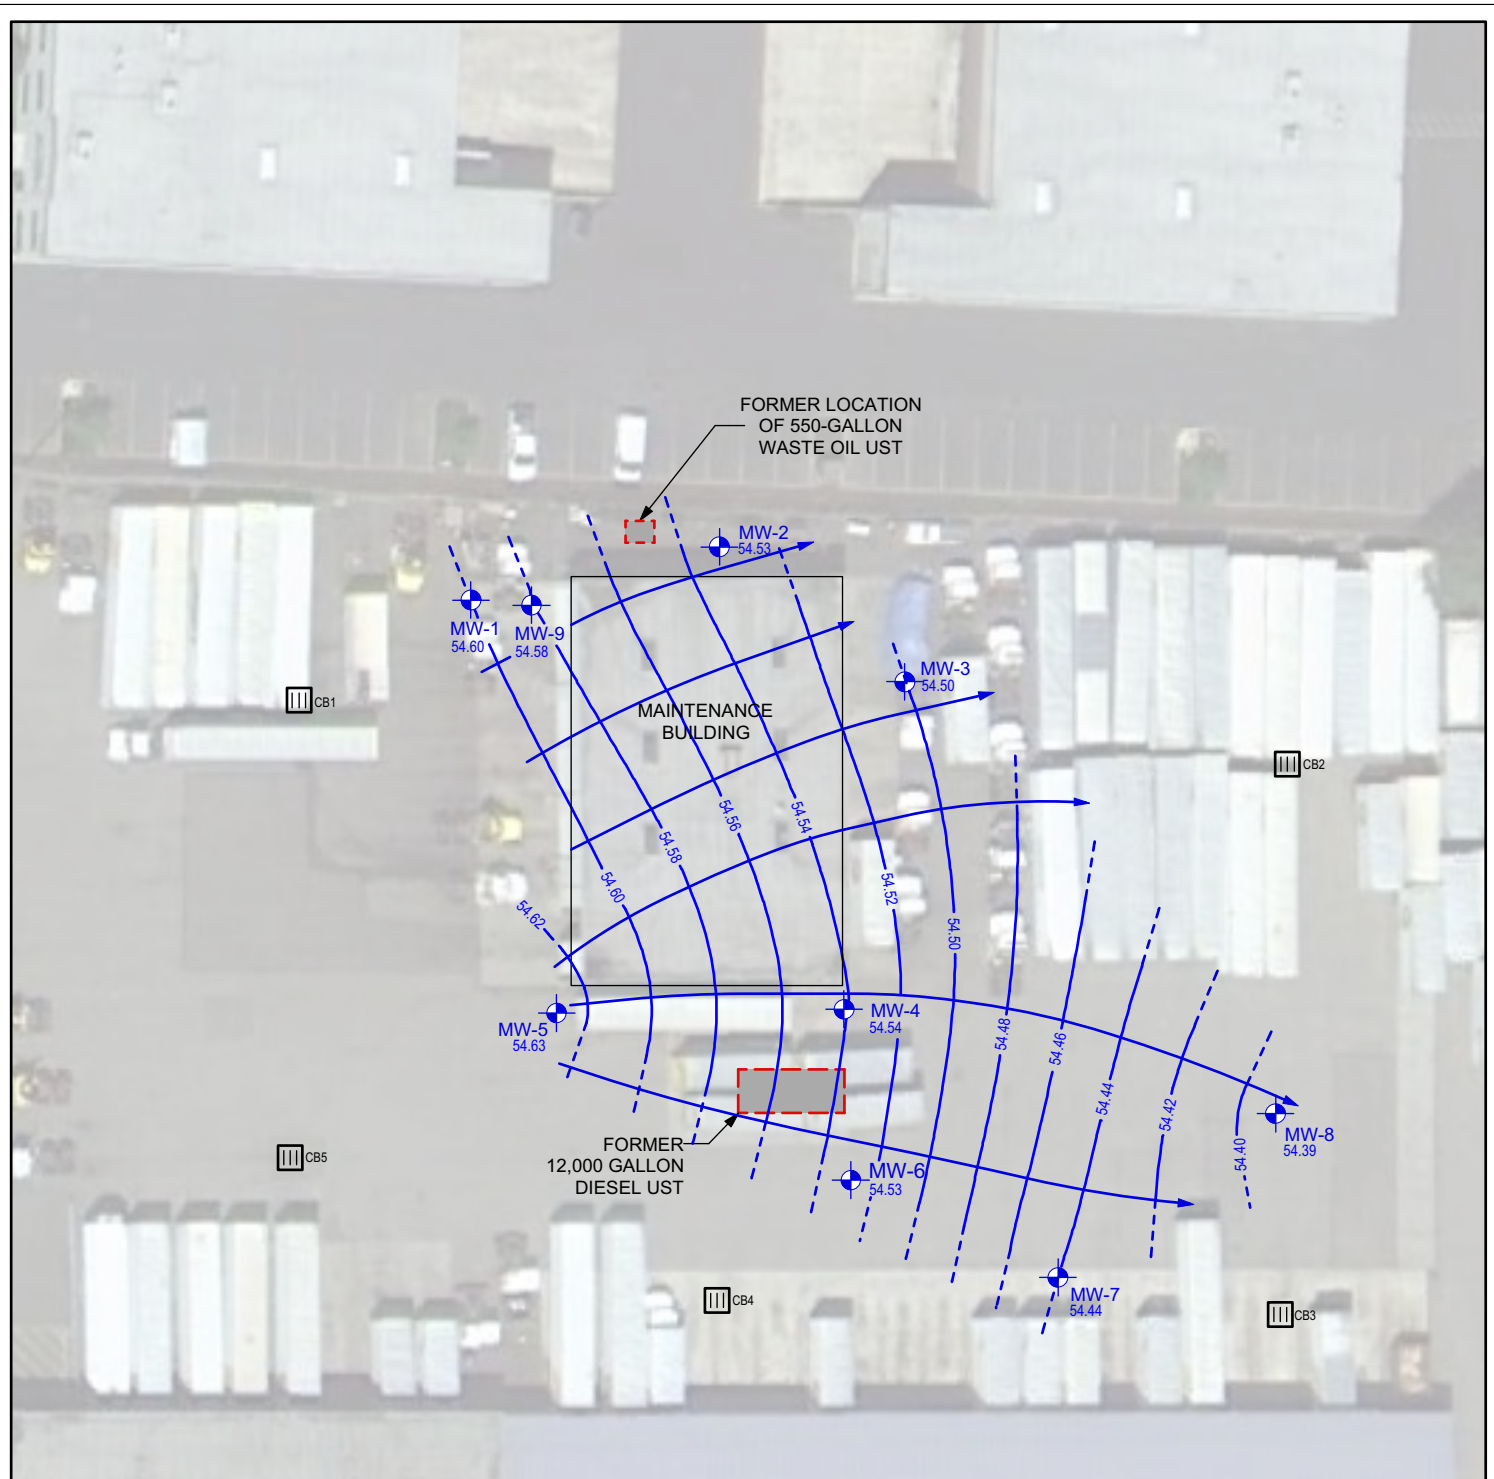 FORMER LOCATION
OF 550-GALLON
WASTE OIL UST
MW-2
54.53
MW-1
54.60
MW-9
54.58
MW-3
54.50
CB1
MAINTENANCE
BUILDING
CB2
54.56
54.54
54.58
54.60
54.52
54.62
54.50
MW-5
54.63
MW-4
54.54
54.48
54.46
54.44
54.42
54.40
MW-8
54.39
FORMER
12,000 GALLON
DIESEL UST
CB5
MW-6
54.53
MW-7
54.44
CB4
CB3